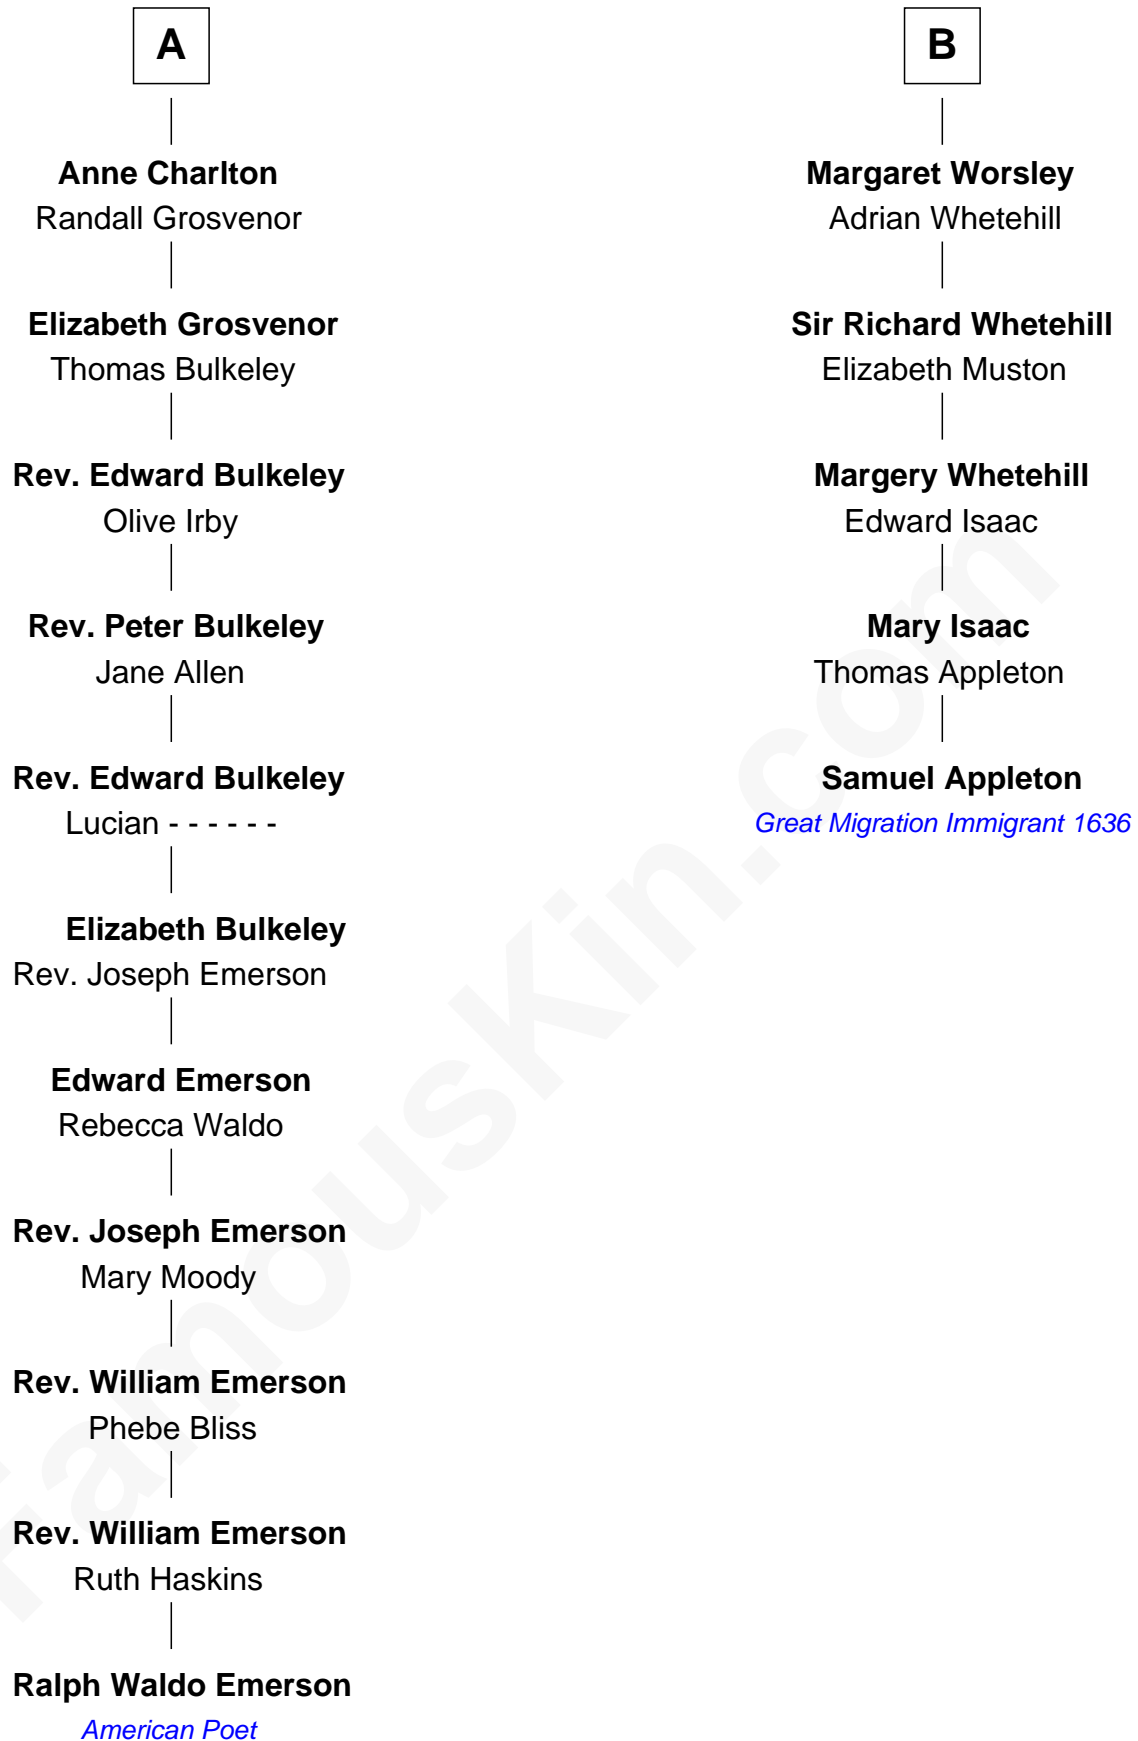 A
Anne Charlton
Randall Grosvenor
Elizabeth Grosvenor
Thomas Bulkeley
Rev. Edward Bulkeley
Olive Irby
Rev. Peter Bulkeley
Jane Allen
Rev. Edward Bulkeley
Lucian - - - - - -
Elizabeth Bulkeley
Rev. Joseph Emerson
Edward Emerson
Rebecca Waldo
Rev. Joseph Emerson
Mary Moody
Rev. William Emerson
Phebe Bliss
Rev. William Emerson
Ruth Haskins
Ralph Waldo Emerson
American Poet
B
Margaret Worsley
Adrian Whetehill
Sir Richard Whetehill
Elizabeth Muston
Margery Whetehill
Edward Isaac
Mary Isaac
Thomas Appleton
Samuel Appleton
Great Migration Immigrant 1636
FamousKin.com